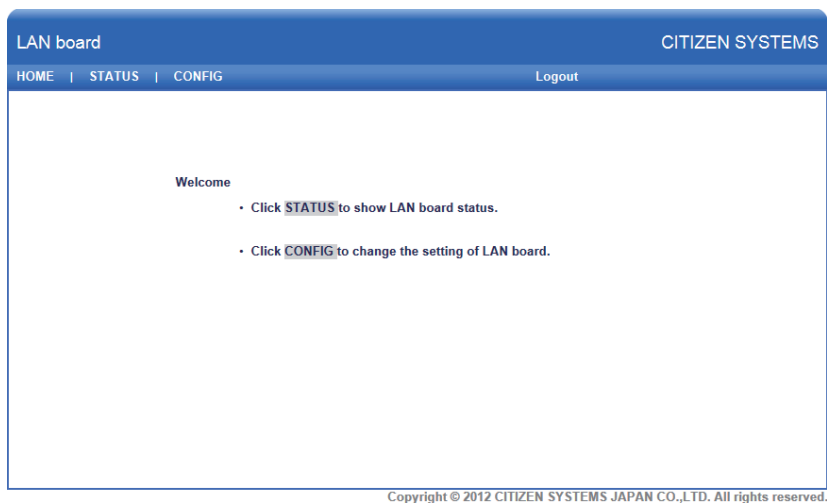 LAN board CITIZEN SYSTEMS
HOME | STATUS | CONFIG Logout
Welcome
• Click STATUS to show LAN board status.
• Click CONFIG to change the setting of LAN board.
Copyright © 2012 CITIZEN SYSTEMS JAPAN CO.,LTD. All rights reserved.